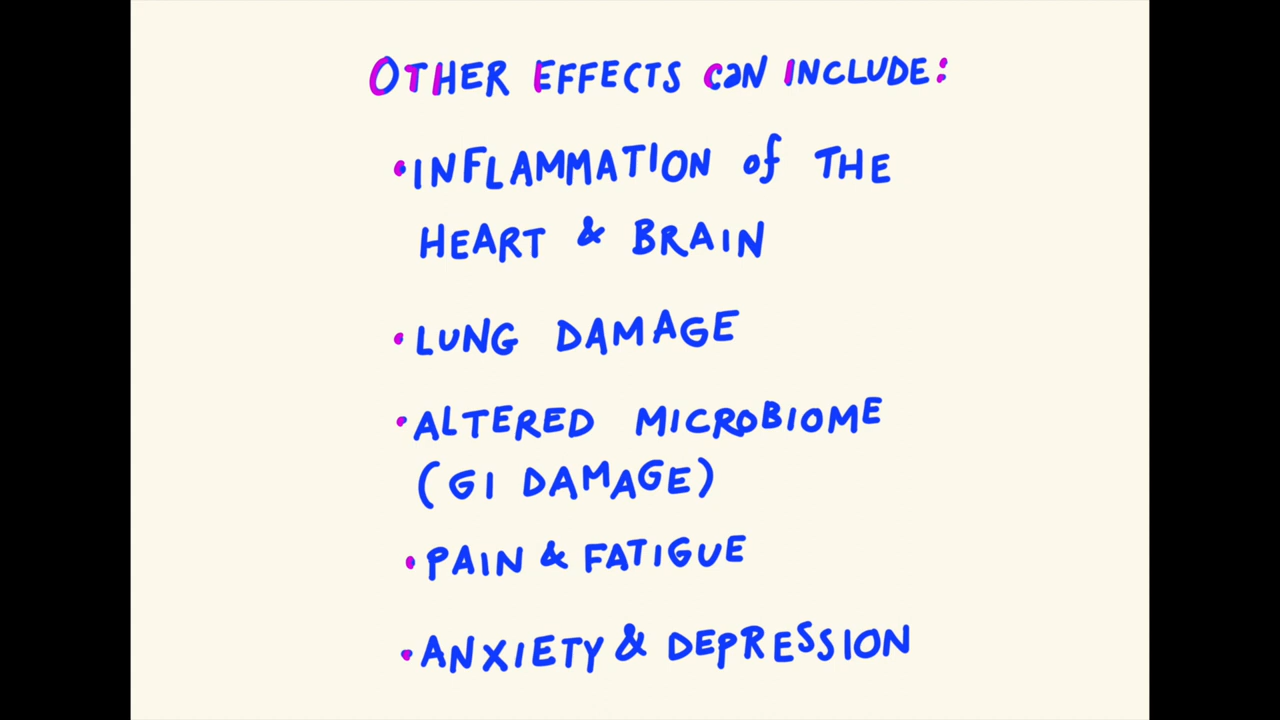 OTHER EFFECTS CAN INCLUDE:
•INFLAMMATION of THE
HEART & BRAIN
•LUNG DAMAGE
•ALTERED MICROBIOME
(GI DAMAGE)
•PAIN & FATIGUE
•ANXIETY & DEPRESSION